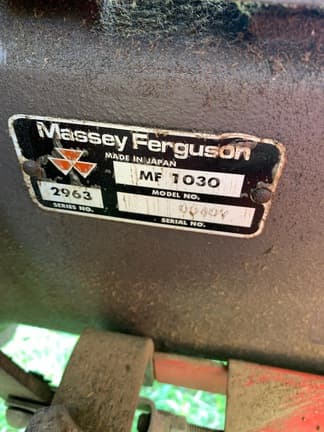 Massey Ferguson
MADE IN JAPAN
MF 1030
MODEL NO.
2963
SERIES NO.
SERIAL NO.